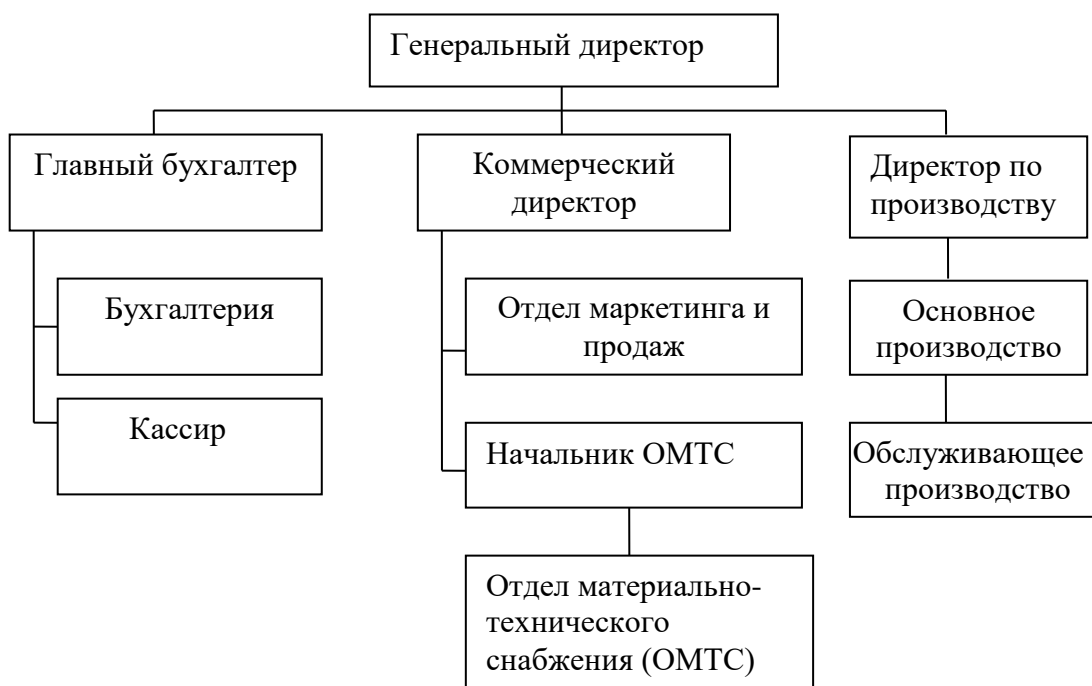 Генеральный директор
Главный бухгалтер
Коммерческий
директор
Директор по
производству
Бухгалтерия
Отдел маркетинга и
продаж
Основное
производство
Кассир
Начальник ОМТС
Обслуживающее
производство
Отдел материально-
технического
снабжения (ОМТС)